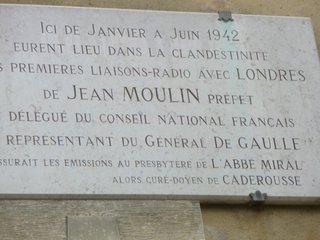 Ici de Janvier a Juin 1942
eurent lieu dans la clandestinite
s premieres liaisons-radio avec LONDRES
de Jean MOULIN préfet
délégué du conseil national français
représentant du Général De GAULLE
ssurait les emissions au presbytère de l'Abbé MIRAL
alors curé-doyen de CADEROUSSE